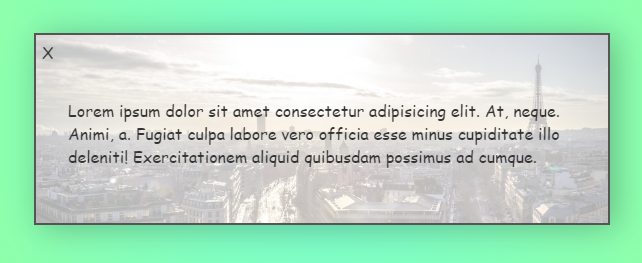 X
Lorem ipsum dolor sit amet consectetur adipisicing elit. At, neque.
Animi, a. Fugiat culpa labore vero officia esse minus cupiditate illo
deleniti! Exercitationem aliquid quibusdam possimus ad cumque.